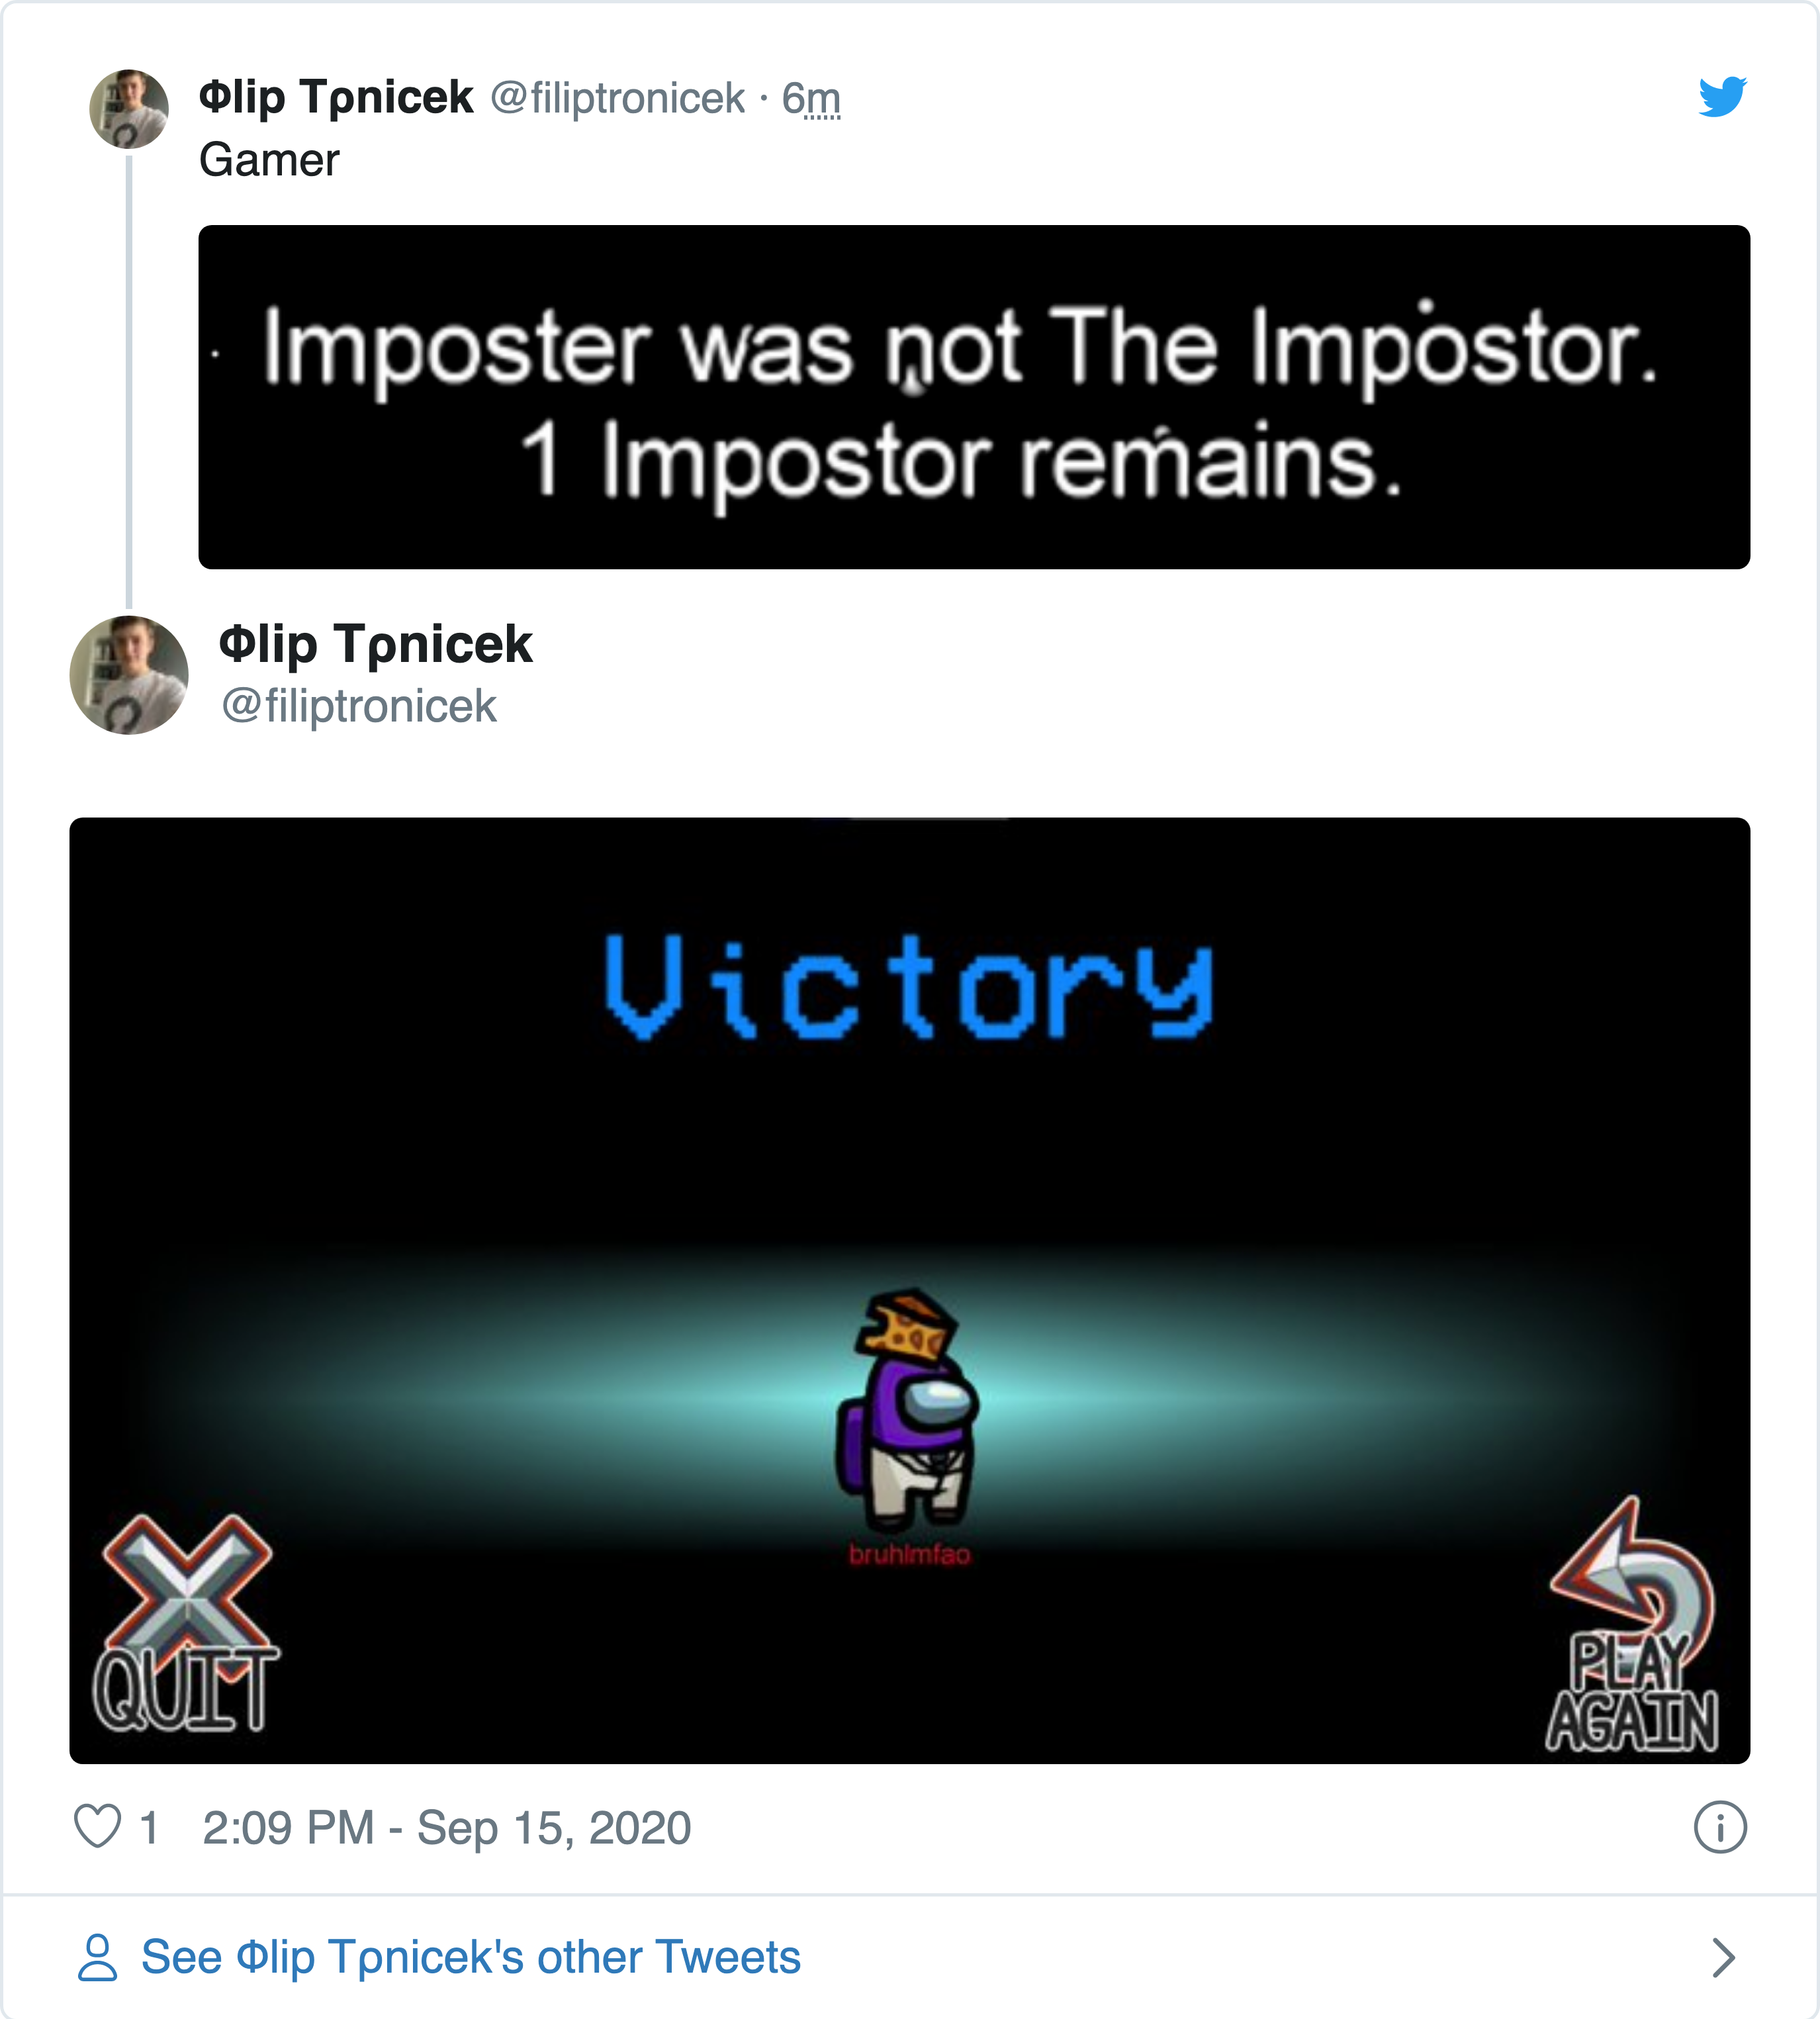 Φlip Tρnicek @filiptronicek · 6m
Gamer
Imposter was not The Impostor.
1 Impostor remains.
Φlip Tρnicek
@filiptronicek
Victory
bruhlmfao
QUIT
PLAY
AGAIN
1 2:09 PM - Sep 15, 2020
See Φlip Tρnicek's other Tweets